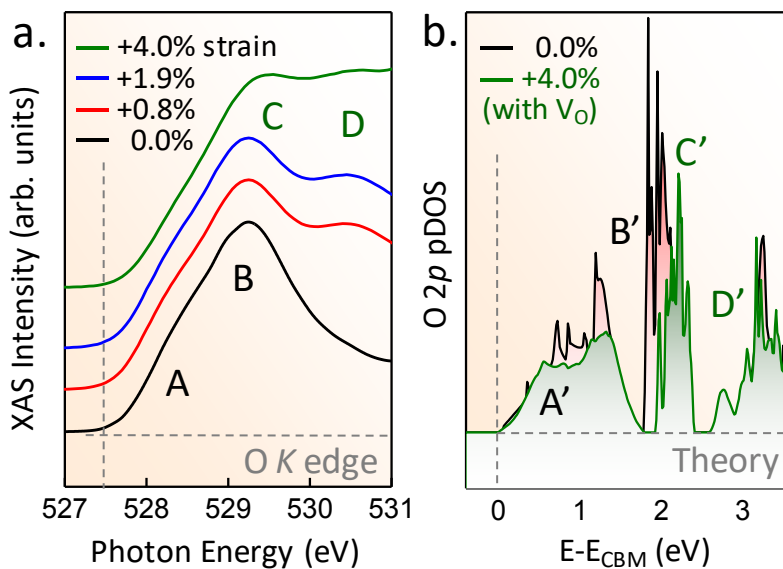 a.
+4.0% strain
+1.9%
+0.8%
0.0%
C
D
B
A
O K edge
XAS Intensity (arb. units)
527
528
529
530
531
Photon Energy (eV)
b.
0.0%
+4.0%
(with VO)
C’
B’
D’
A’
Theory
O 2p pDOS
0
1
2
3
E-ECBM (eV)